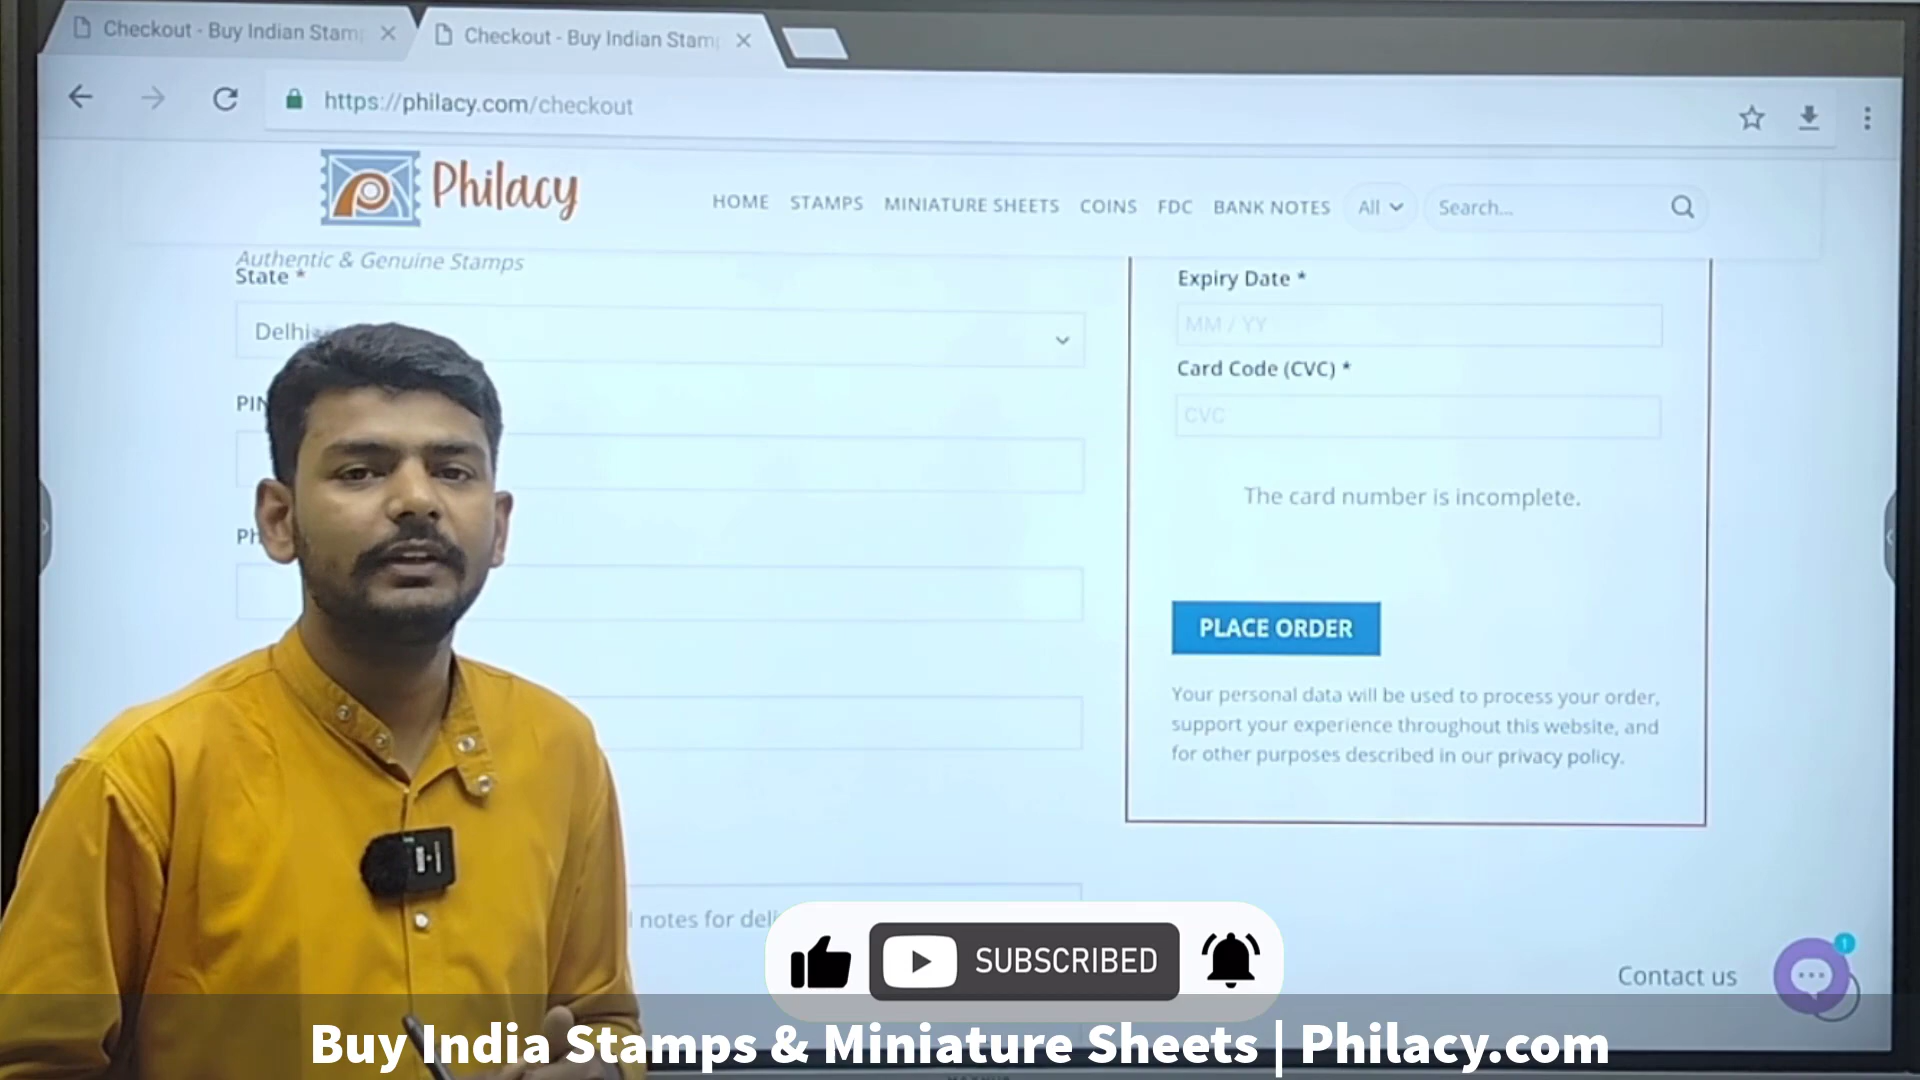 Checkout - Buy Indian Stam
Checkout - Buy Indian Stam
https://philacy.com/checkout
Philacy
HOME STAMPS MINIATURE SHEETS COINS FDC BANK NOTES All Search...
Authentic & Genuine Stamps
State *
Delhi
PIN
Ph
notes for deli
Expiry Date *
MM / YY
Card Code (CVC) *
CVC
The card number is incomplete.
PLACE ORDER
Your personal data will be used to process your order,
support your experience throughout this website, and
for other purposes described in our privacy policy.
SUBSCRIBED
Contact us
1
Buy India Stamps & Miniature Sheets | Philacy.com